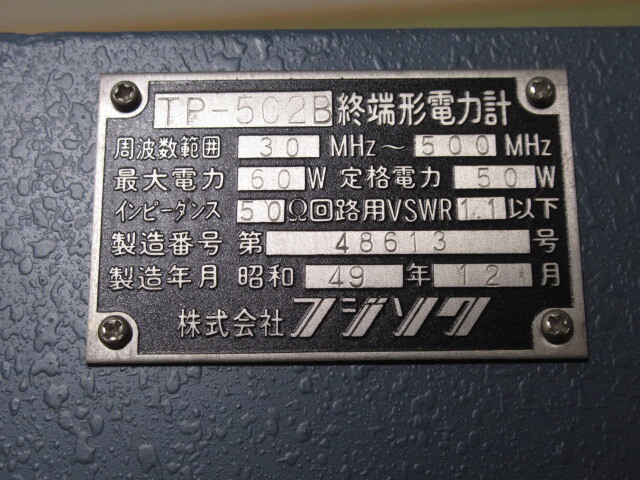 TP-502B終端形電力計
周波数範囲 30 MHz～500 MHz
最大電力 60 W 定格電力 50 W
インピーダンス 50 Ω回路用VSWR 1.1 以下
製造番号 第 48613 号
製造年月 昭和 49 年 12 月
株式会社 フジソク